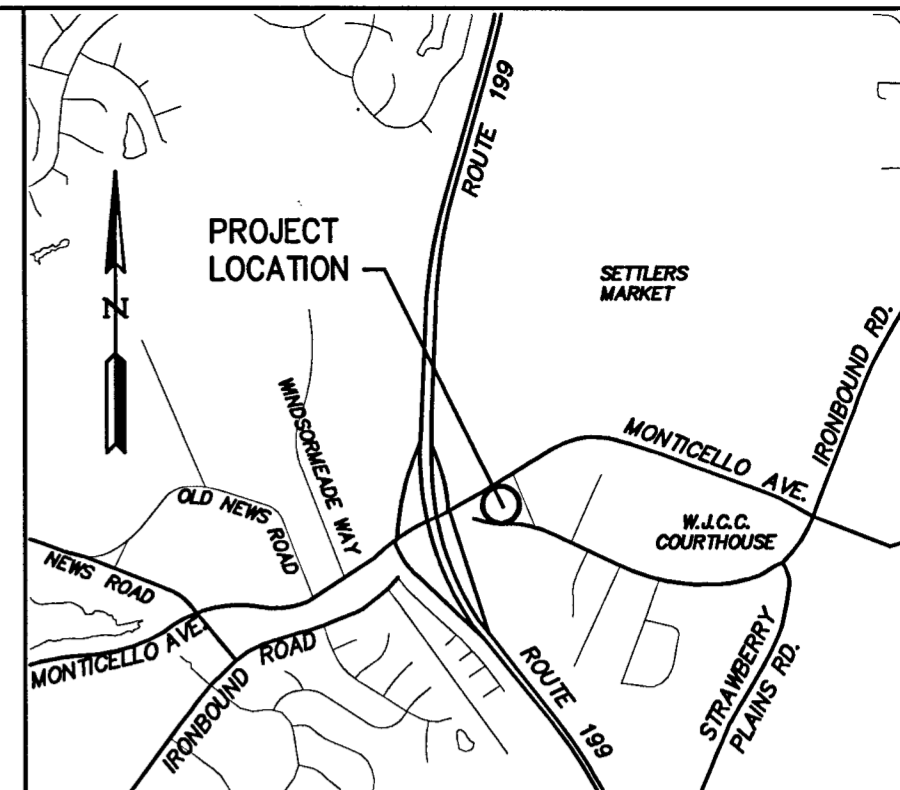 ROUTE 199
PROJECT
LOCATION
N
SETTLERS
MARKET
IRONBOUND RD.
WINDSORMEADE WAY
MONTICELLO AVE.
OLD NEWS ROAD
W.J.C.C.
COURTHOUSE
NEWS ROAD
MONTICELLO AVE.
IRONBOUND ROAD
ROUTE 199
STRAWBERRY
PLAINS RD.